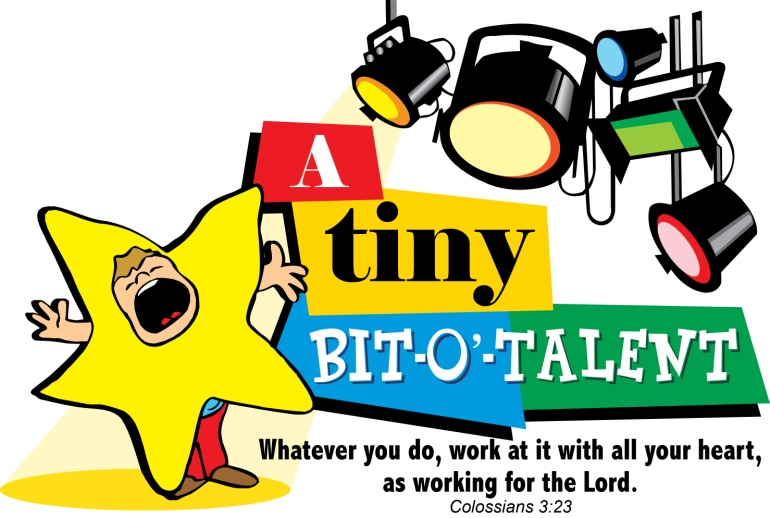 A
tiny
BIT-O'-TALENT
Whatever you do, work at it with all your heart,
as working for the Lord.
Colossians 3:23